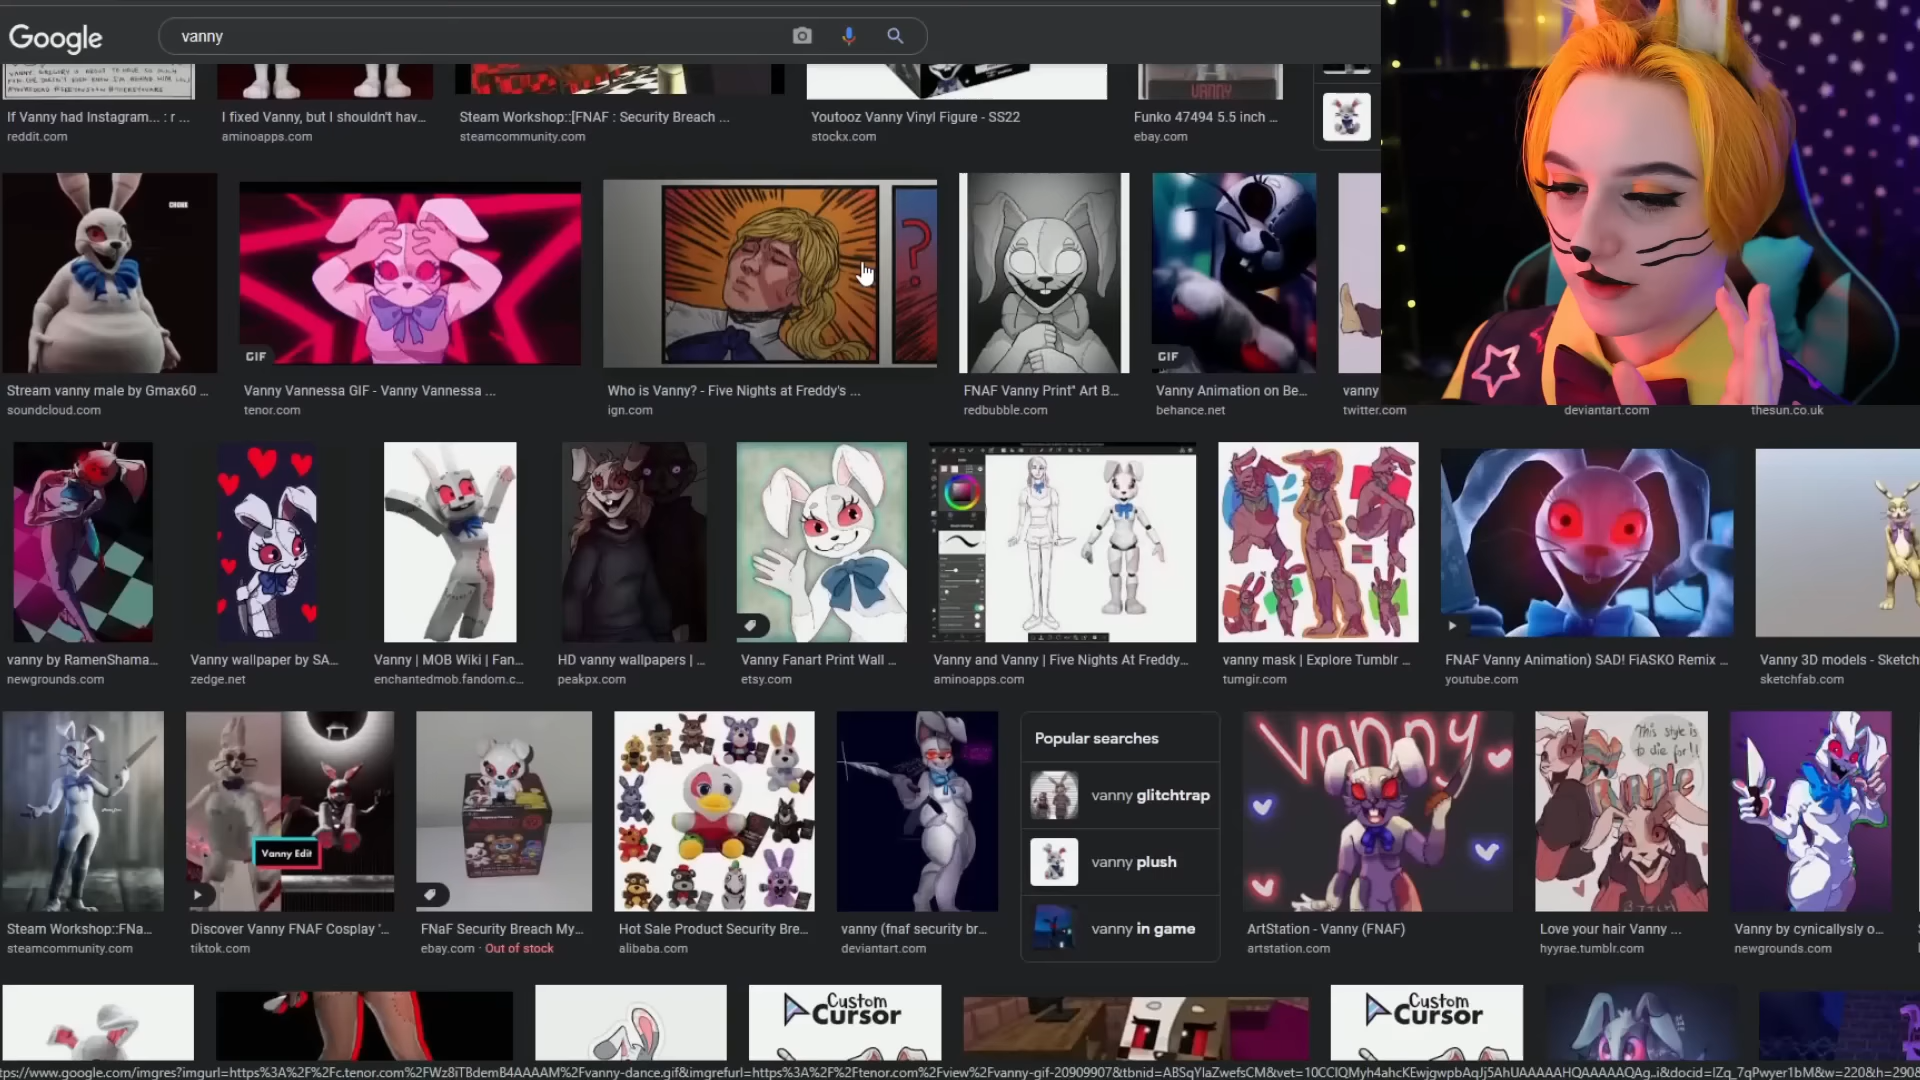 Google
vanny
VANNY
If Vanny had Instagram... : r ...
reddit.com
I fixed Vanny, but I shouldn't hav...
aminoapps.com
Steam Workshop::[FNAF : Security Breach ...
steamcommunity.com
Youtooz Vanny Vinyl Figure - SS22
stockx.com
Funko 47494 5.5 inch ...
ebay.com
CHONK
GIF
?
GIF
Stream vanny male by Gmax60 ...
soundcloud.com
Vanny Vannessa GIF - Vanny Vannessa ...
tenor.com
Who is Vanny? - Five Nights at Freddy's ...
ign.com
FNAF Vanny Print" Art B...
redbubble.com
Vanny Animation on Be...
behance.net
vanny
twitter.com
deviantart.com
thesun.co.uk
vanny by RamenShama...
newgrounds.com
Vanny wallpaper by SA...
zedge.net
Vanny | MOB Wiki | Fan...
enchantedmob.fandom.c...
HD vanny wallpapers | ...
peakpx.com
Vanny Fanart Print Wall ...
etsy.com
Vanny and Vanny | Five Nights At Freddy...
aminoapps.com
vanny mask | Explore Tumblr ...
tumgir.com
FNAF Vanny Animation) SAD! FiASKO Remix ...
youtube.com
Vanny 3D models - Sketch
sketchfab.com
Vanny Edit
Popular searches
vanny glitchtrap
vanny plush
vanny in game
vanny
This style is
to die for!!
Steam Workshop::FNa...
steamcommunity.com
Discover Vanny FNAF Cosplay '...
tiktok.com
FNaF Security Breach My...
ebay.com · Out of stock
Hot Sale Product Security Bre...
alibaba.com
vanny (fnaf security br...
deviantart.com
ArtStation - Vanny (FNAF)
artstation.com
Love your hair Vanny ...
hyyrae.tumblr.com
Vanny by cynicallysly o...
newgrounds.com
Custom
Cursor
Custom
Cursor